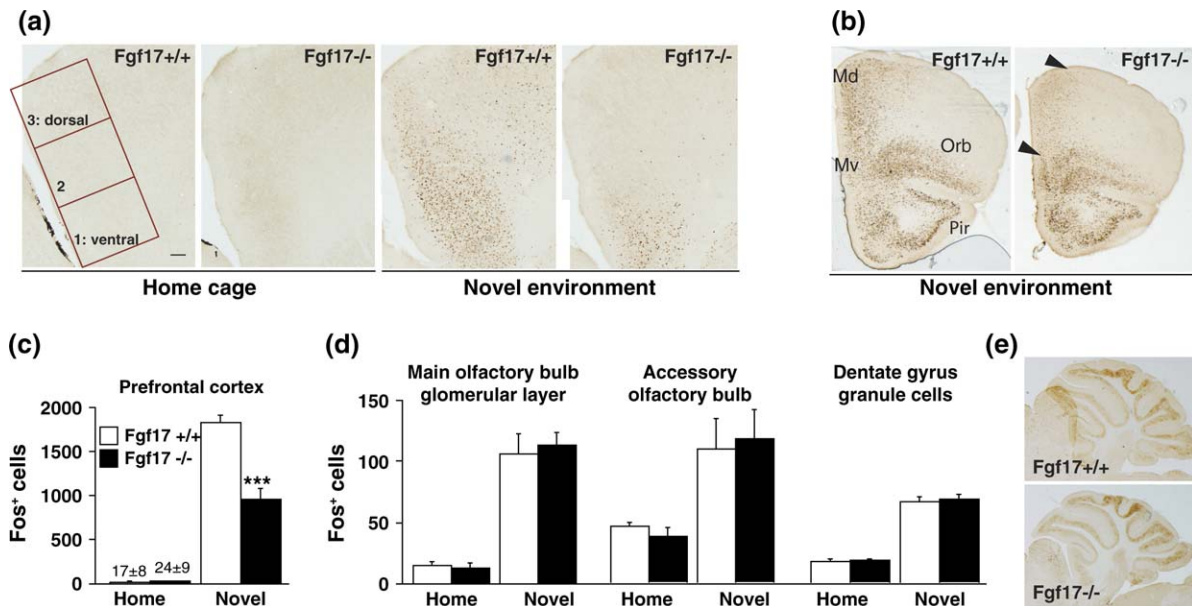 (a)
Fgf17+/+
Fgf17-/-
Fgf17+/+
Fgf17-/-
3: dorsal
2
1: ventral
Home cage
Novel environment
(b)
Fgf17+/+
Fgf17-/-
Md
Orb
Mv
Pir
Novel environment
(c)
Prefrontal cortex
Fos+ cells
2000
1500
1000
500
0
Fgf17 +/+
Fgf17 -/-
***
17±8
24±9
Home
Novel
(d)
Main olfactory bulb
glomerular layer
Accessory
olfactory bulb
Dentate gyrus
granule cells
Fos+ cells
150
100
50
0
Home
Novel
Home
Novel
Home
Novel
(e)
Fgf17+/+
Fgf17-/-